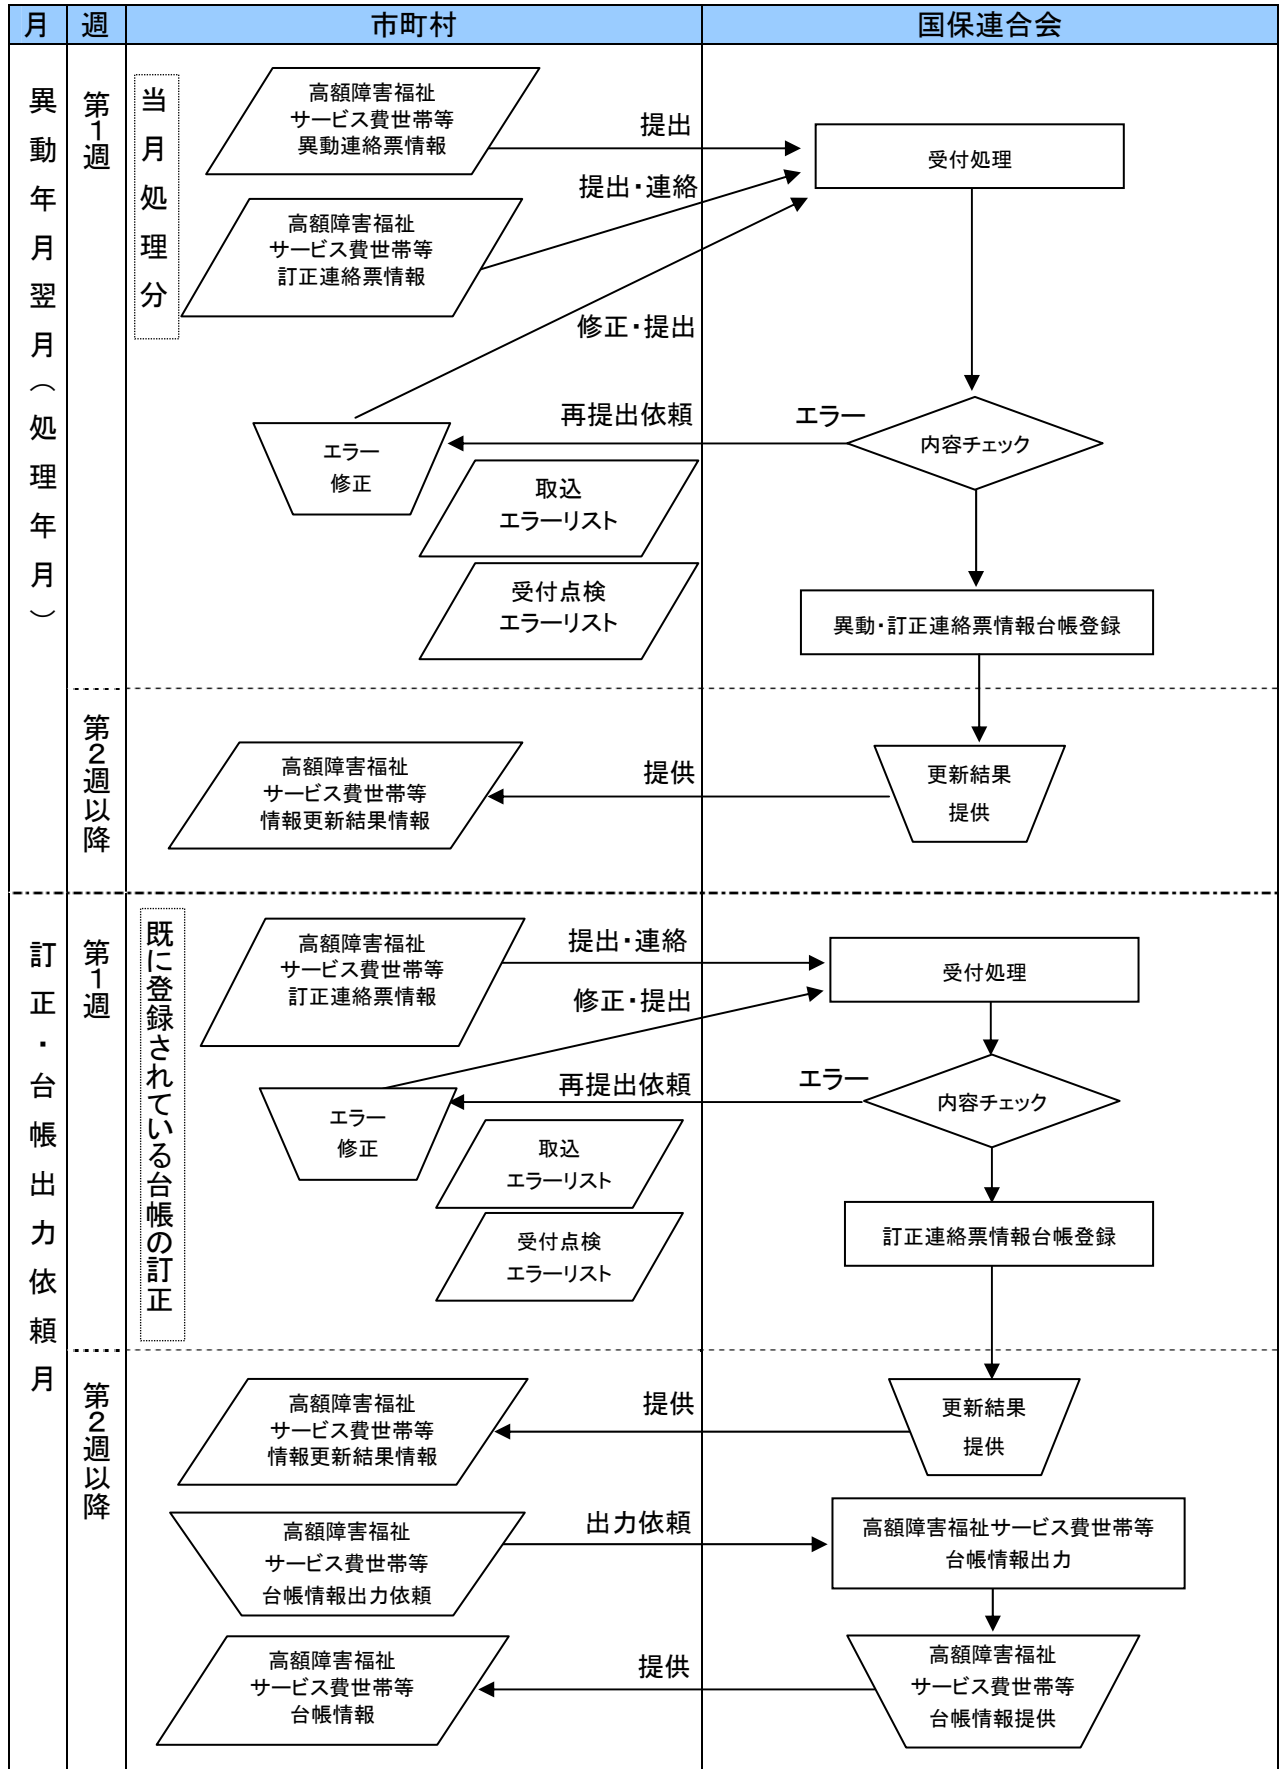 月 週 市町村 国保連合会
異動年月翌月（処理年月）
第1週
当月処理分
高額障害福祉
サービス費世帯等
異動連絡票情報
提出
受付処理
提出・連絡
高額障害福祉
サービス費世帯等
訂正連絡票情報
修正・提出
再提出依頼
エラー
内容チェック
エラー
修正
取込
エラーリスト
受付点検
エラーリスト
異動・訂正連絡票情報台帳登録
第2週以降
高額障害福祉
サービス費世帯等
情報更新結果情報
提供
更新結果
提供
訂正・台帳出力依頼月
第1週
既に登録されている台帳の訂正
高額障害福祉
サービス費世帯等
訂正連絡票情報
提出・連絡
受付処理
修正・提出
再提出依頼
エラー
内容チェック
エラー
修正
取込
エラーリスト
受付点検
エラーリスト
訂正連絡票情報台帳登録
第2週以降
高額障害福祉
サービス費世帯等
情報更新結果情報
提供
更新結果
提供
高額障害福祉
サービス費世帯等
台帳情報出力依頼
出力依頼
高額障害福祉サービス費世帯等
台帳情報出力
高額障害福祉
サービス費世帯等
台帳情報
提供
高額障害福祉
サービス費世帯等
台帳情報提供